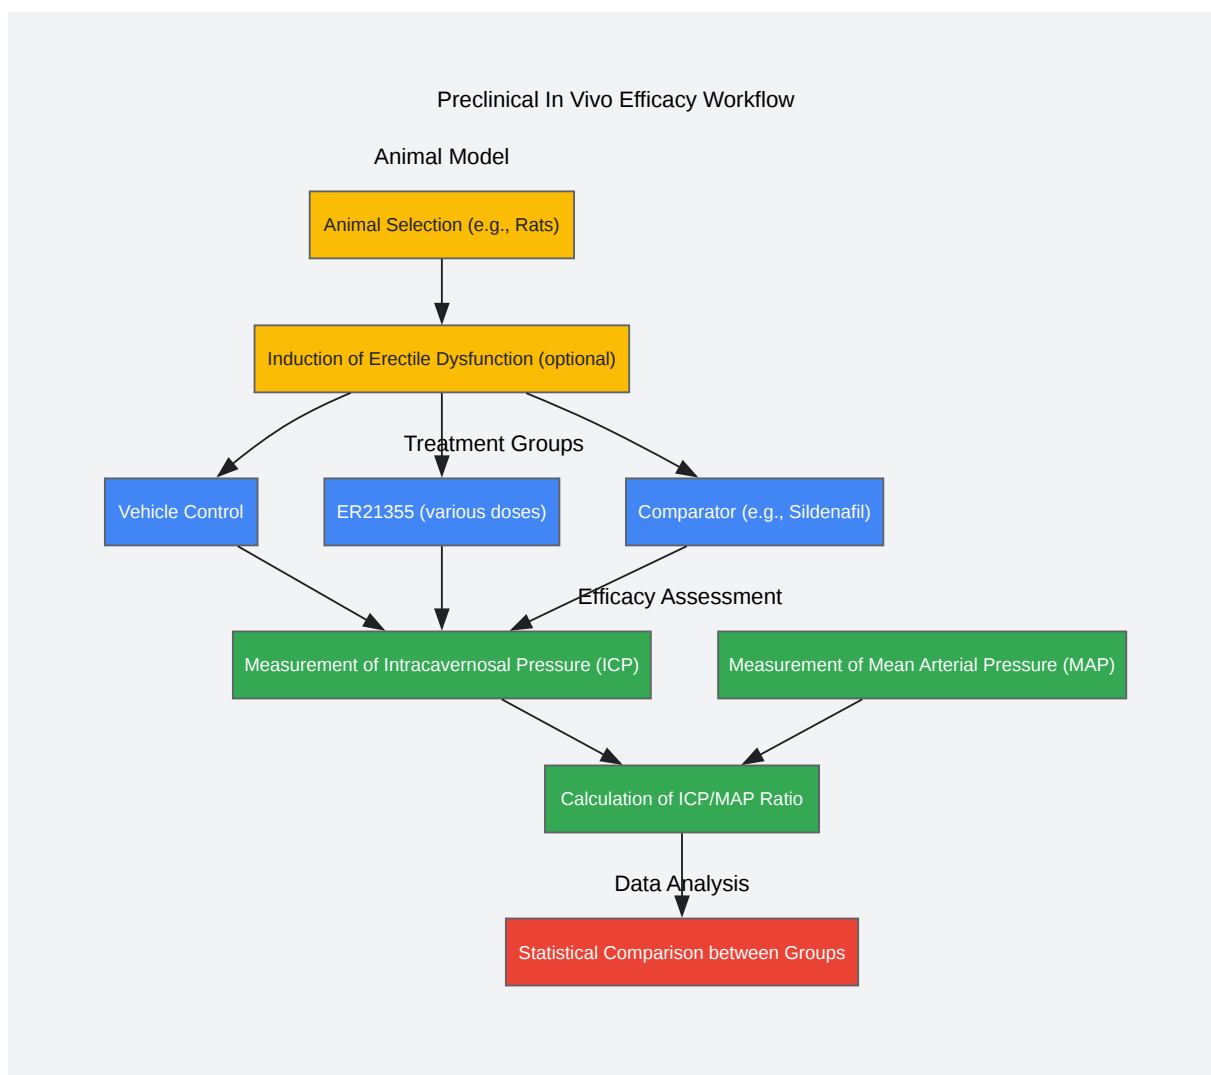 Preclinical In Vivo Efficacy Workflow
Animal Model
Animal Selection (e.g., Rats)
Induction of Erectile Dysfunction (optional)
Treatment Groups
Vehicle Control
ER21355 (various doses)
Comparator (e.g., Sildenafil)
Efficacy Assessment
Measurement of Intracavernosal Pressure (ICP)
Measurement of Mean Arterial Pressure (MAP)
Calculation of ICP/MAP Ratio
Data Analysis
Statistical Comparison between Groups